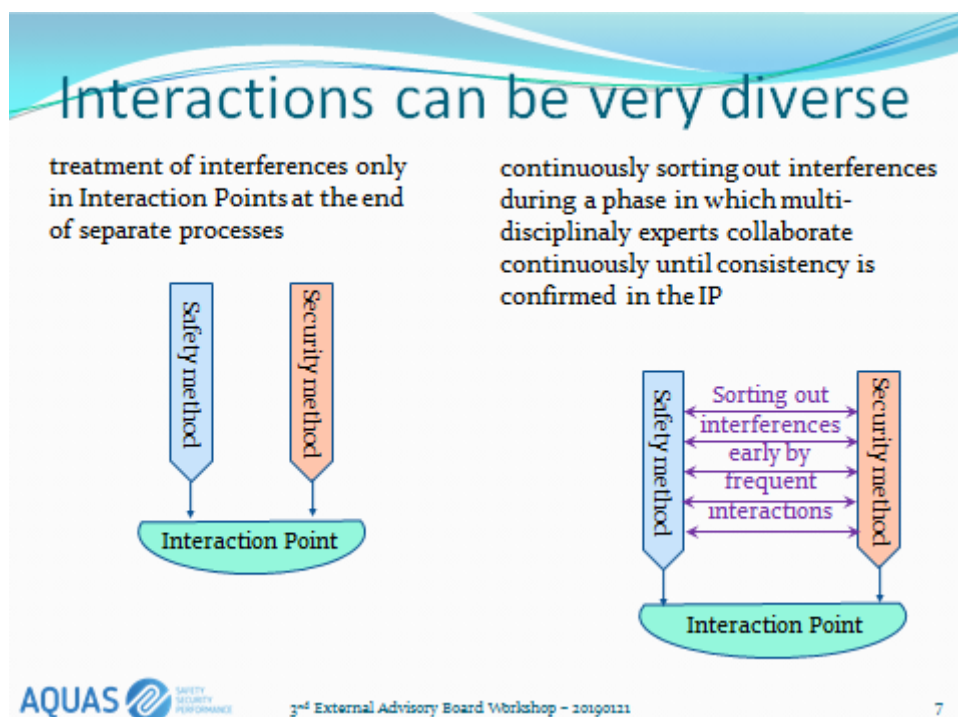 Interactions can be very diverse
treatment of interferences only
in Interaction Points at the end
of separate processes
continuously sorting out interferences
during a phase in which multi-
disciplinaly experts collaborate
continuously until consistency is
confirmed in the IP
Safety method
Security method
Interaction Point
Safety method
Sorting out
interferences
early by
frequent
interactions
Security method
Interaction Point
AQUAS
SAFETY
SECURITY
PERFORMANCE
3rd External Advisory Board Workshop – 20190121
7